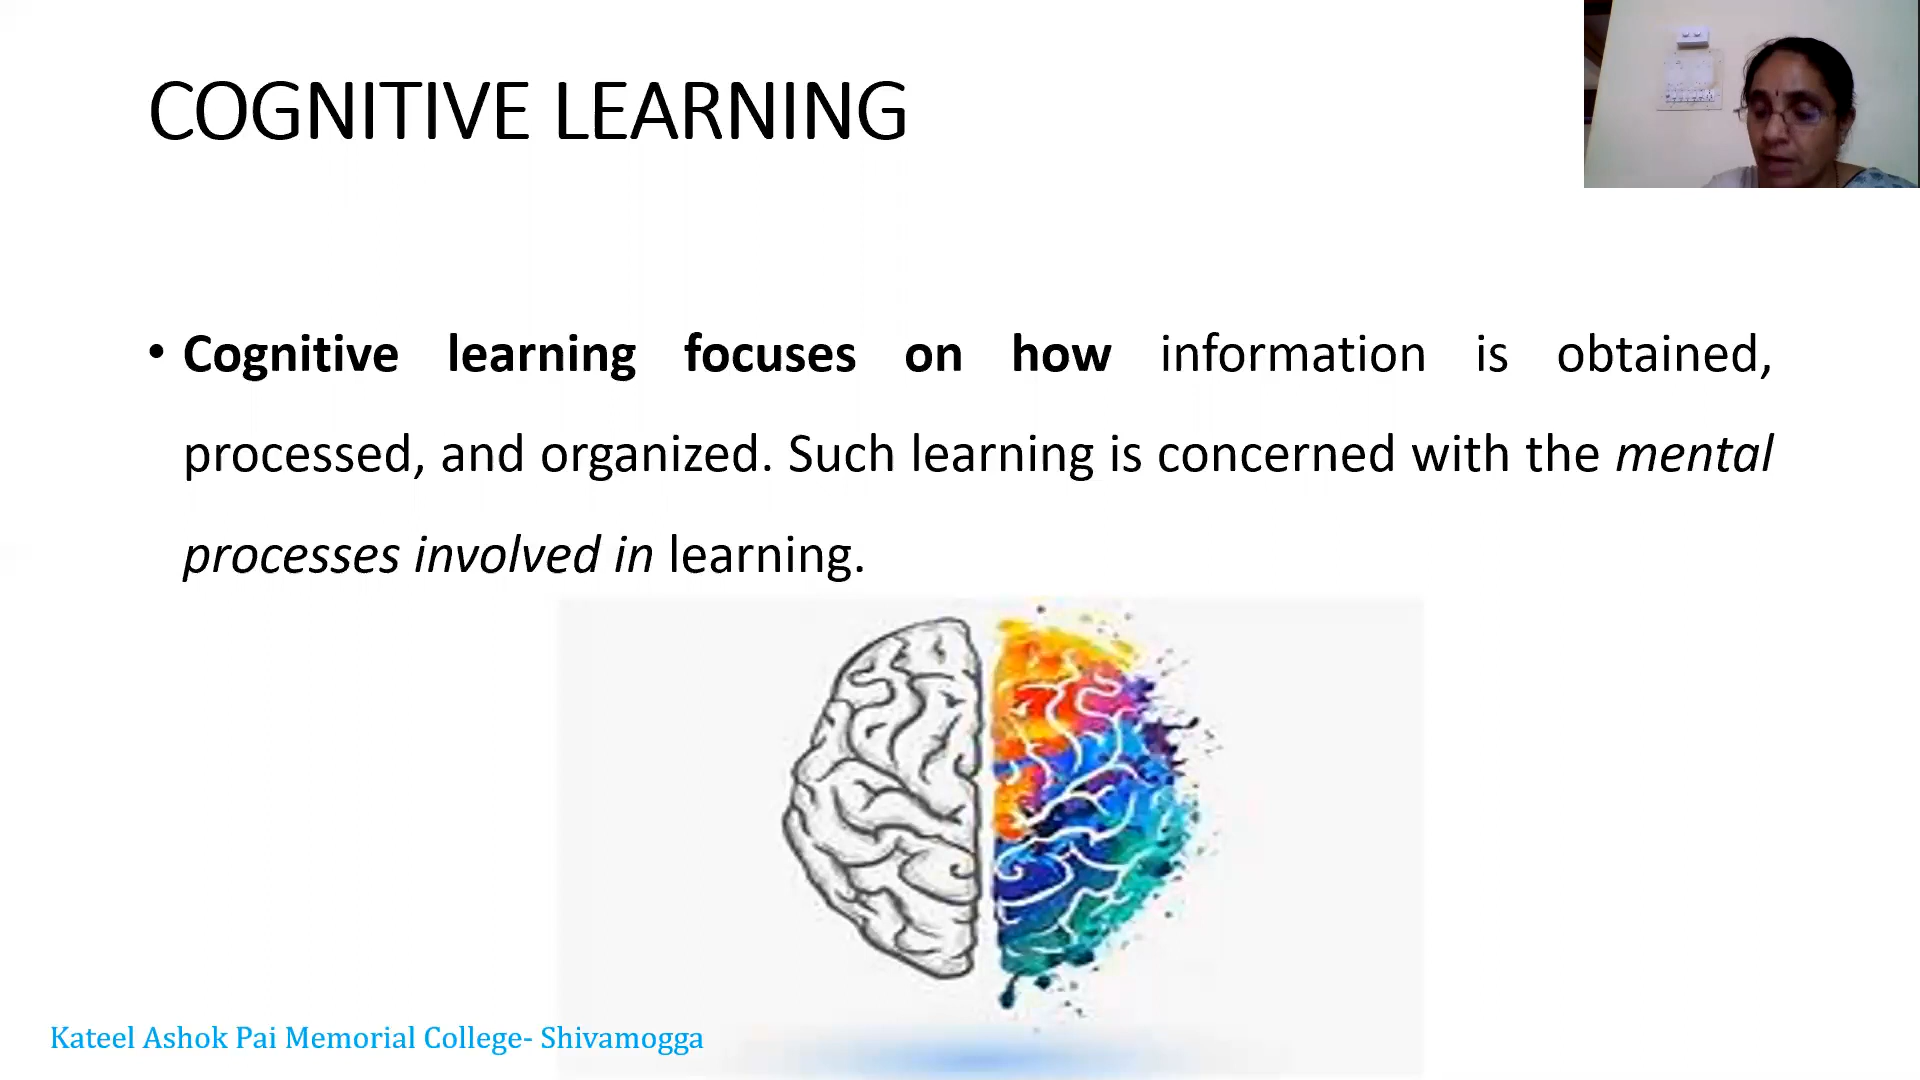 COGNITIVE LEARNING
• Cognitive learning focuses on how information is obtained,
processed, and organized. Such learning is concerned with the mental
processes involved in learning.
Kateel Ashok Pai Memorial College- Shivamogga